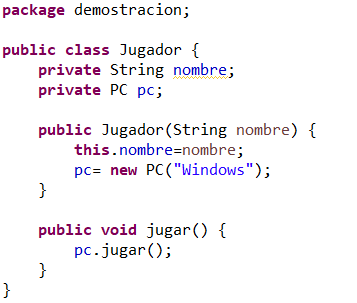 package demostracion;
public class Jugador {
    private String nombre;
    private PC pc;
    public Jugador(String nombre) {
        this.nombre=nombre;
        pc= new PC("Windows");
    }
    public void jugar() {
        pc.jugar();
    }
}